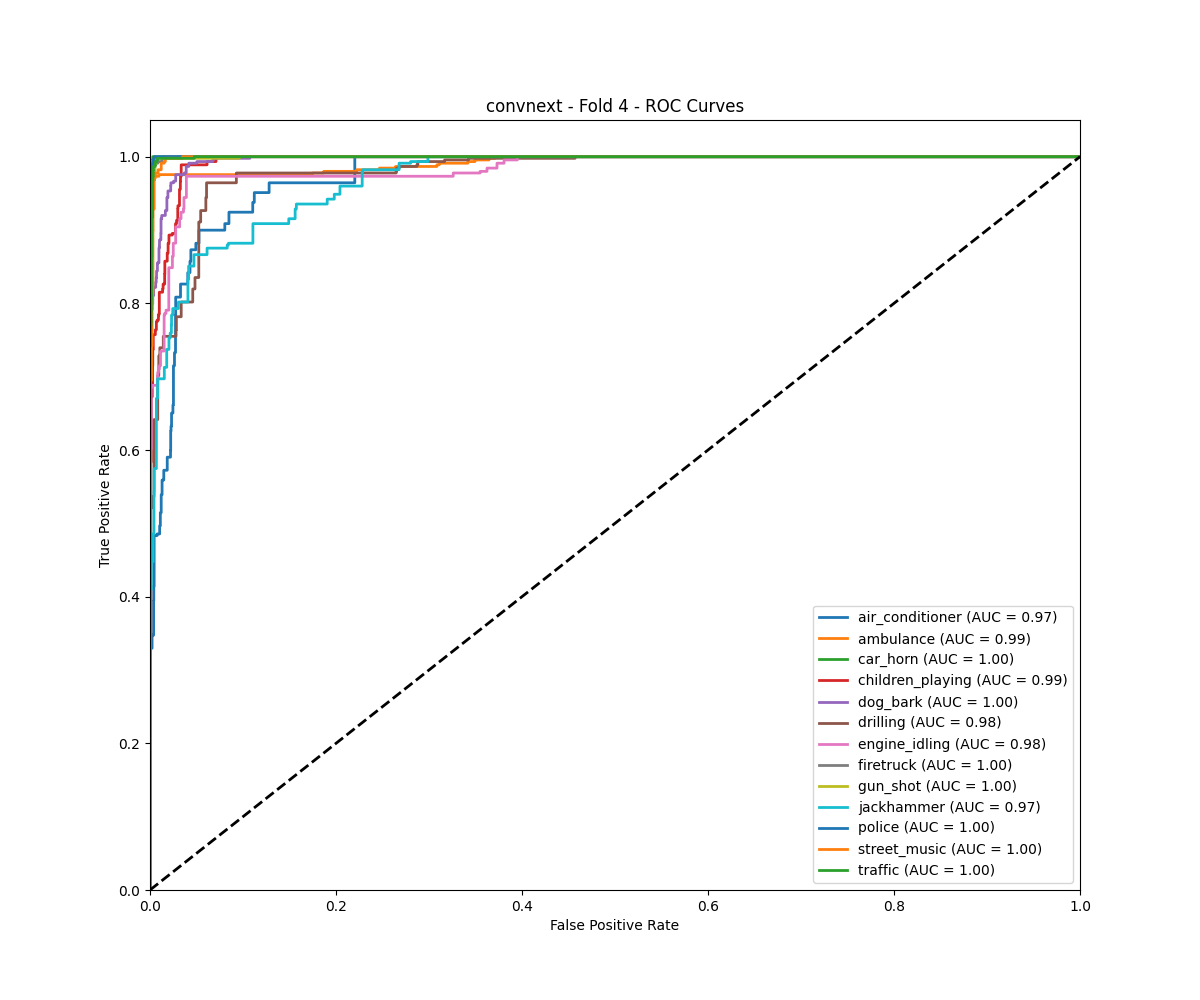 convnext - Fold 4 - ROC Curves
True Positive Rate
1.0
0.8
0.6
0.4
0.2
0.0
0.0 0.2 0.4 0.6 0.8 1.0
False Positive Rate
air_conditioner (AUC = 0.97)
ambulance (AUC = 0.99)
car_horn (AUC = 1.00)
children_playing (AUC = 0.99)
dog_bark (AUC = 1.00)
drilling (AUC = 0.98)
engine_idling (AUC = 0.98)
firetruck (AUC = 1.00)
gun_shot (AUC = 1.00)
jackhammer (AUC = 0.97)
police (AUC = 1.00)
street_music (AUC = 1.00)
traffic (AUC = 1.00)